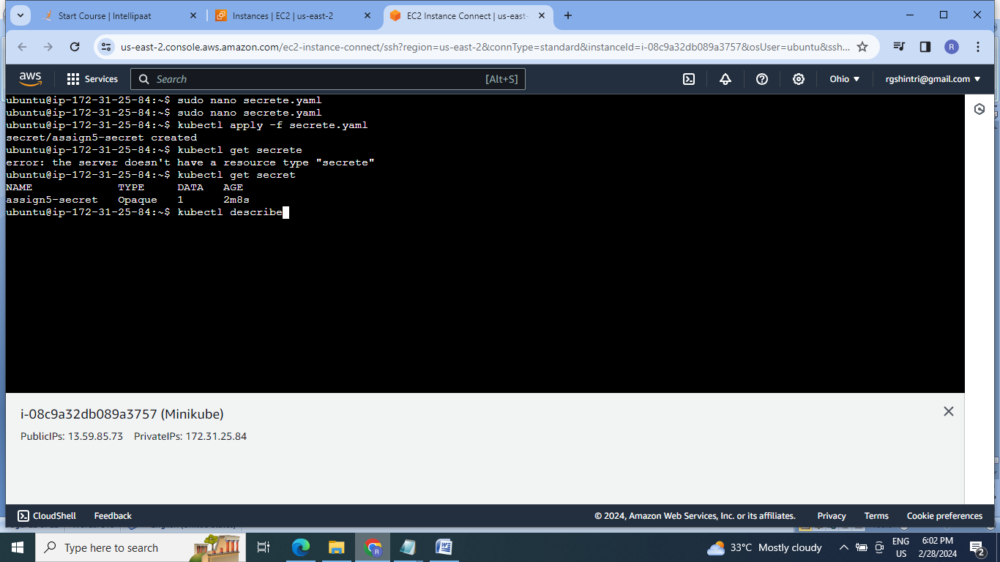 Start Course | Intellipaat
Instances | EC2 | us-east-2
EC2 Instance Connect | us-east-
us-east-2.console.aws.amazon.com/ec2-instance-connect/ssh?region=us-east-2&connType=standard&instanceId=i-08c9a32db089a3757&osUser=ubuntu&ssh...
R
aws
Services
Search
[Alt+S]
Ohio
rgshintri@gmail.com
ubuntu@ip-172-31-25-84:~$ sudo nano secrete.yaml
ubuntu@ip-172-31-25-84:~$ sudo nano secrete.yaml
ubuntu@ip-172-31-25-84:~$ kubectl apply -f secrete.yaml
secret/assign5-secret created
ubuntu@ip-172-31-25-84:~$ kubectl get secrete
error: the server doesn't have a resource type "secrete"
ubuntu@ip-172-31-25-84:~$ kubectl get secret
NAME TYPE DATA AGE
assign5-secret Opaque 1 2m8s
ubuntu@ip-172-31-25-84:~$ kubectl describe
i-08c9a32db089a3757 (Minikube)
PublicIPs: 13.59.85.73 PrivateIPs: 172.31.25.84
CloudShell
Feedback
© 2024, Amazon Web Services, Inc. or its affiliates.
Privacy
Terms
Cookie preferences
Type here to search
33°C Mostly cloudy
ENG
US
6:02 PM
2/28/2024
2